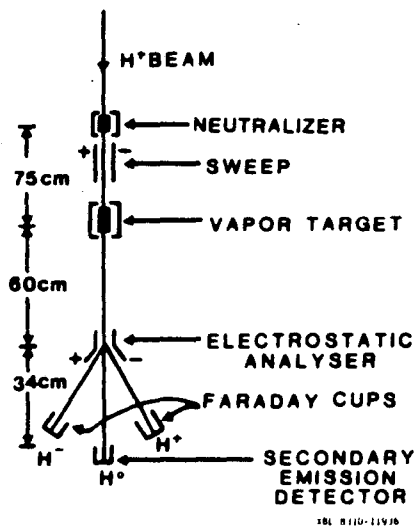 H+ BEAM
NEUTRALIZER
+ −
SWEEP
75cm
VAPOR TARGET
60cm
ELECTROSTATIC
ANALYSER
+ −
34cm
FARADAY CUPS
H−
H+
H°
SECONDARY
EMISSION
DETECTOR